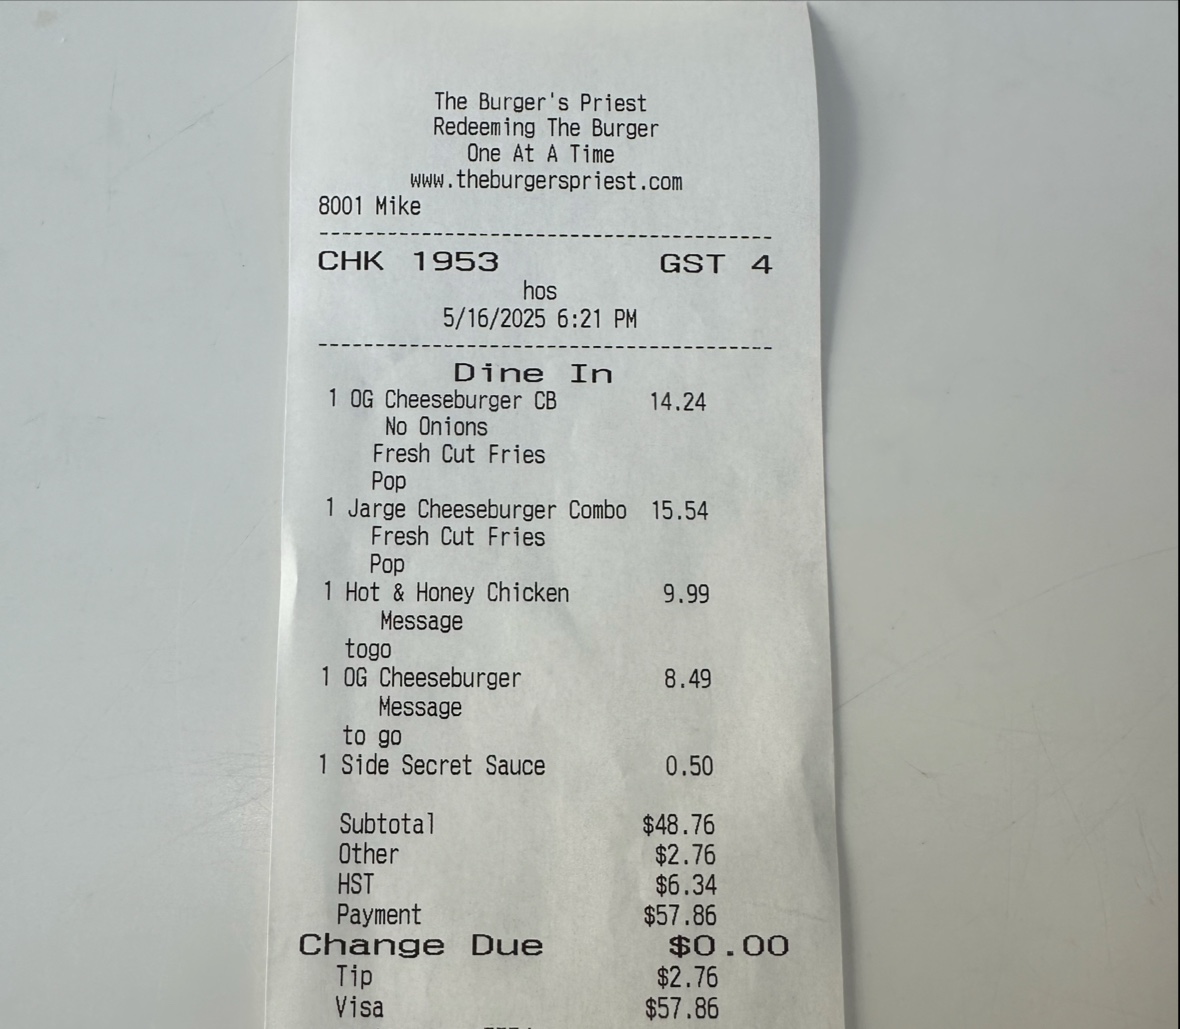 The Burger's Priest
Redeeming The Burger
One At A Time
www.theburgerspriest.com
8001 Mike
CHK 1953 GST 4
hos
5/16/2025 6:21 PM
Dine In
1 OG Cheeseburger CB 14.24
No Onions
Fresh Cut Fries
Pop
1 Jarge Cheeseburger Combo 15.54
Fresh Cut Fries
Pop
1 Hot & Honey Chicken 9.99
Message
togo
1 OG Cheeseburger 8.49
Message
to go
1 Side Secret Sauce 0.50
Subtotal $48.76
Other $2.76
HST $6.34
Payment $57.86
Change Due $0.00
Tip $2.76
Visa $57.86